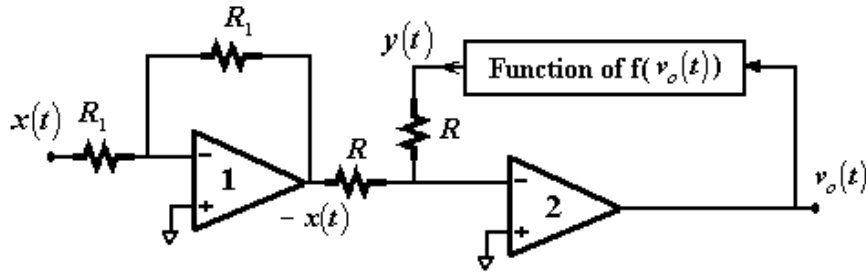 R₁
y(t)
Function of f( vₒ(t))
x(t)
R₁
R
−
1
+
R
− x(t)
−
2
+
vₒ(t)